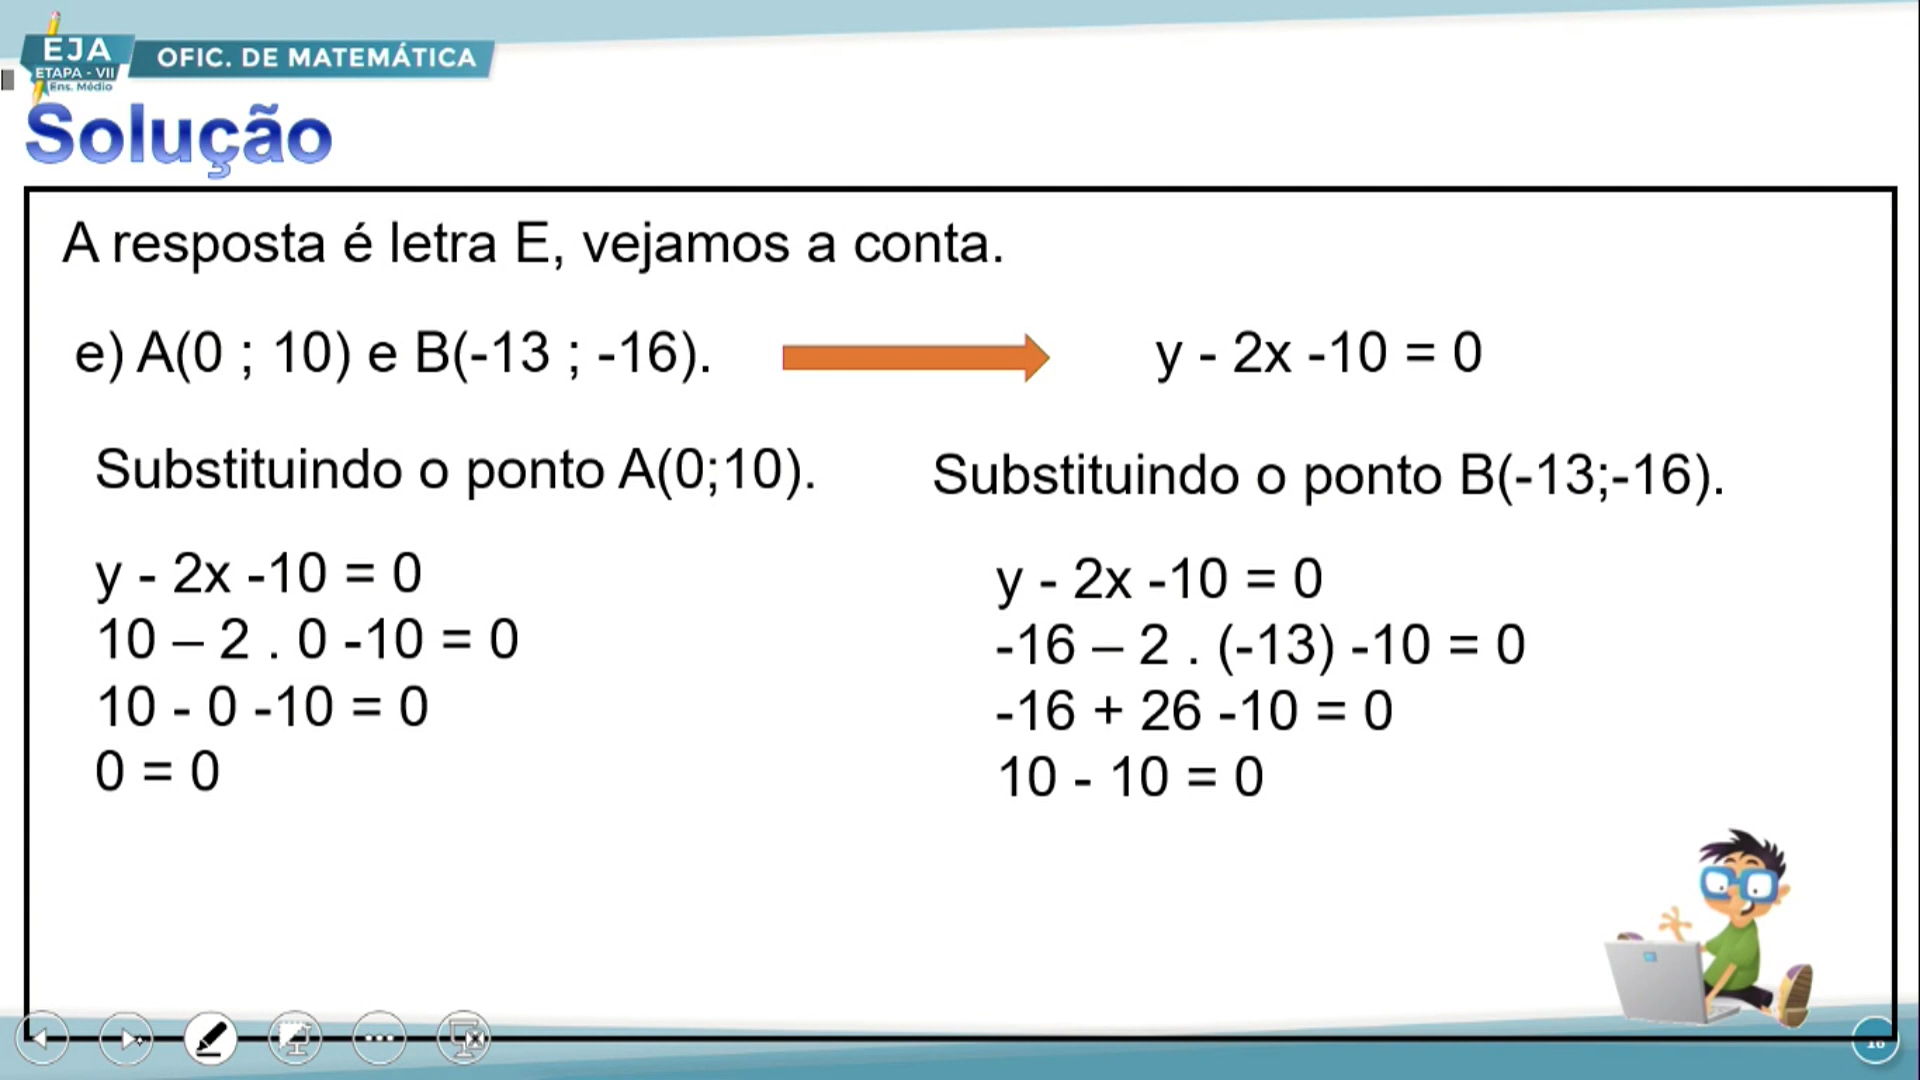 EJA
ETAPA - VII
Ens. Médio
OFIC. DE MATEMÁTICA
Solução
A resposta é letra E, vejamos a conta.
e) A(0 ; 10) e B(-13 ; -16).
y - 2x -10 = 0
Substituindo o ponto A(0;10).
y - 2x -10 = 0
10 – 2 . 0 -10 = 0
10 - 0 -10 = 0
0 = 0
Substituindo o ponto B(-13;-16).
y - 2x -10 = 0
-16 – 2 . (-13) -10 = 0
-16 + 26 -10 = 0
10 - 10 = 0